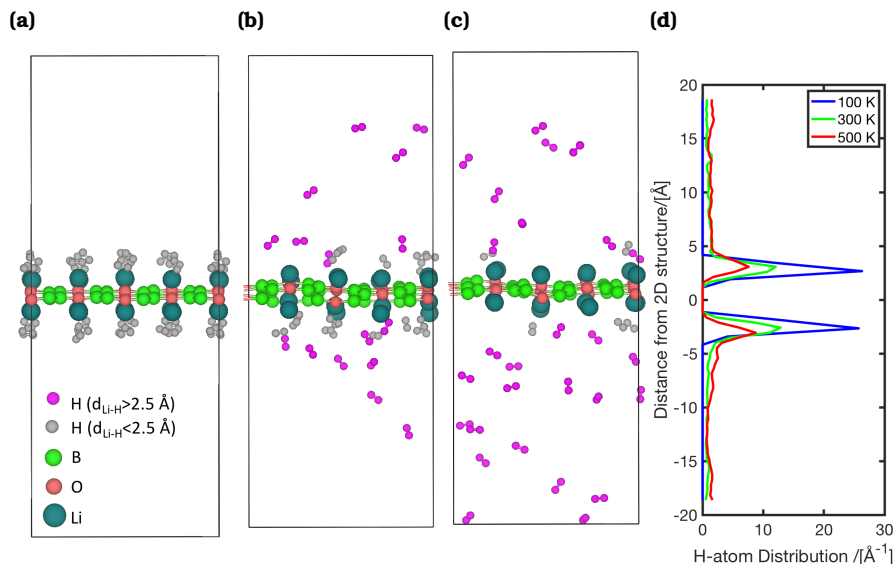 (a)
(b)
(c)
(d)
H (dLi-H>2.5 Å)
H (dLi-H<2.5 Å)
B
O
Li
100 K
300 K
500 K
20
15
10
5
0
-5
-10
-15
-20
Distance from 2D structure/[Å]
0 10 20 30
H-atom Distribution /[Å⁻¹]